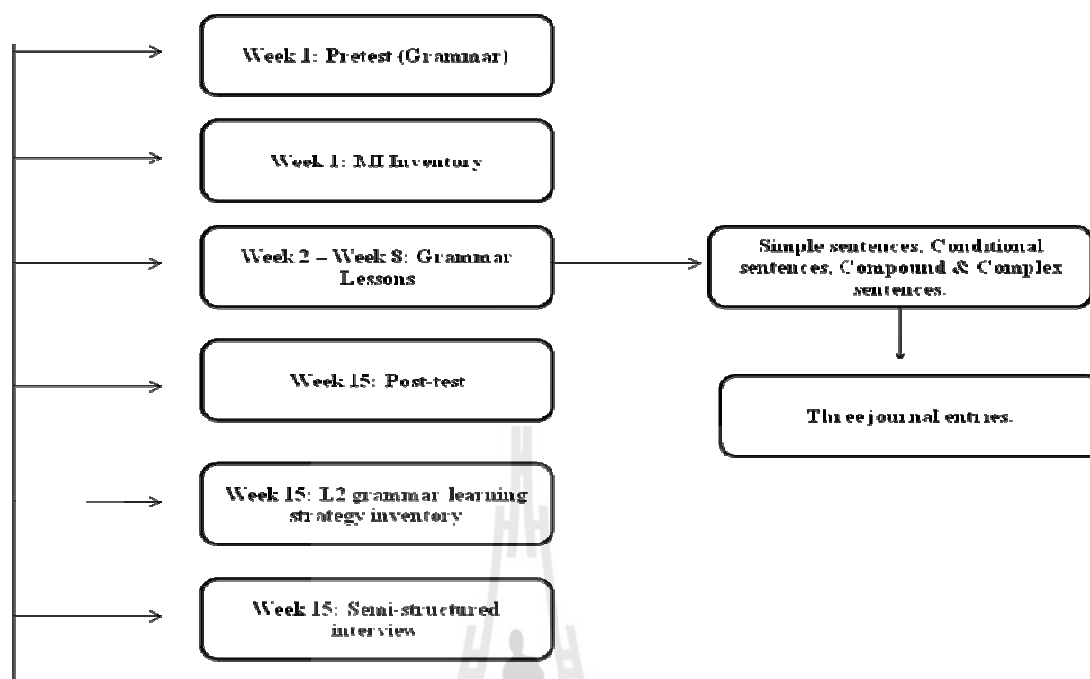 Week 1: Pretest (Grammar)
Week 1: MI Inventory
Week 2 – Week 8: Grammar
Lessons
Simple sentences, Conditional
sentences, Compound & Complex
sentences.
Three journal entries.
Week 15: Post-test
Week 15: L2 grammar learning
strategy inventory
Week 15: Semi-structured
interview